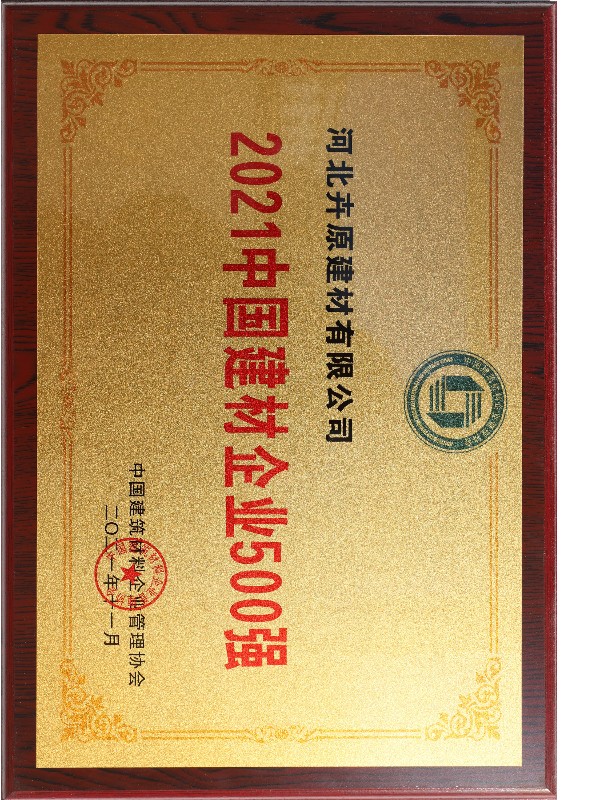 河北卉原建材有限公司
2021中国建材企业500强
中国建筑材料企业管理协会
二〇二一年十一月